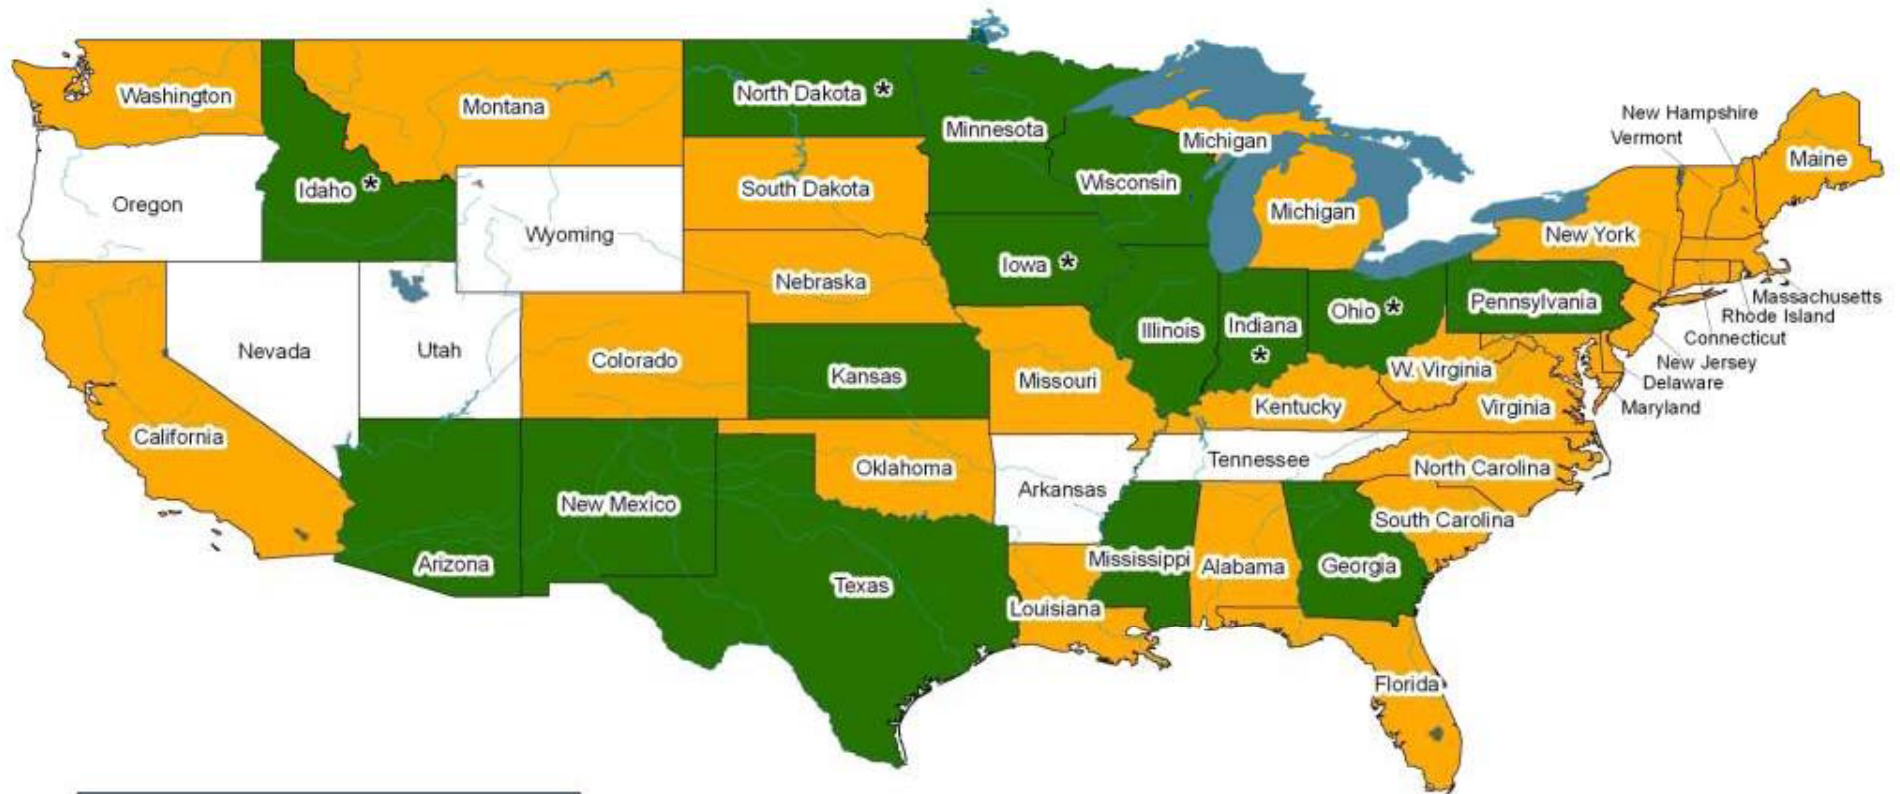 Washington
Montana
North Dakota *
Minnesota
Michigan
New Hampshire
Vermont
Maine
Oregon
Idaho *
Wyoming
South Dakota
Wisconsin
Michigan
New York
Iowa *
Nebraska
Massachusetts
Rhode Island
Connecticut
Nevada
Utah
Colorado
Kansas
Missouri
Illinois
Indiana
*
Ohio *
Pennsylvania
New Jersey
Delaware
Maryland
W. Virginia
Virginia
Kentucky
California
Arizona
New Mexico
Oklahoma
Arkansas
Tennessee
North Carolina
South Carolina
Texas
Louisiana
Mississippi
Alabama
Georgia
Florida